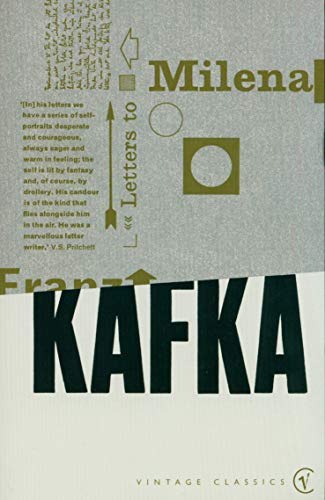 Milena
Letters to
‘[In] his letters we
have a series of self-
portraits desperate
and courageous,
always eager and
warm in feeling; the
self is lit by fantasy
and, of course, by
drollery. His candour
is of the kind that
flies alongside him
in the air. He was a
marvellous letter
writer.’ V.S. Pritchett
««
Franz
KAFKA
VINTAGE CLASSICS
V